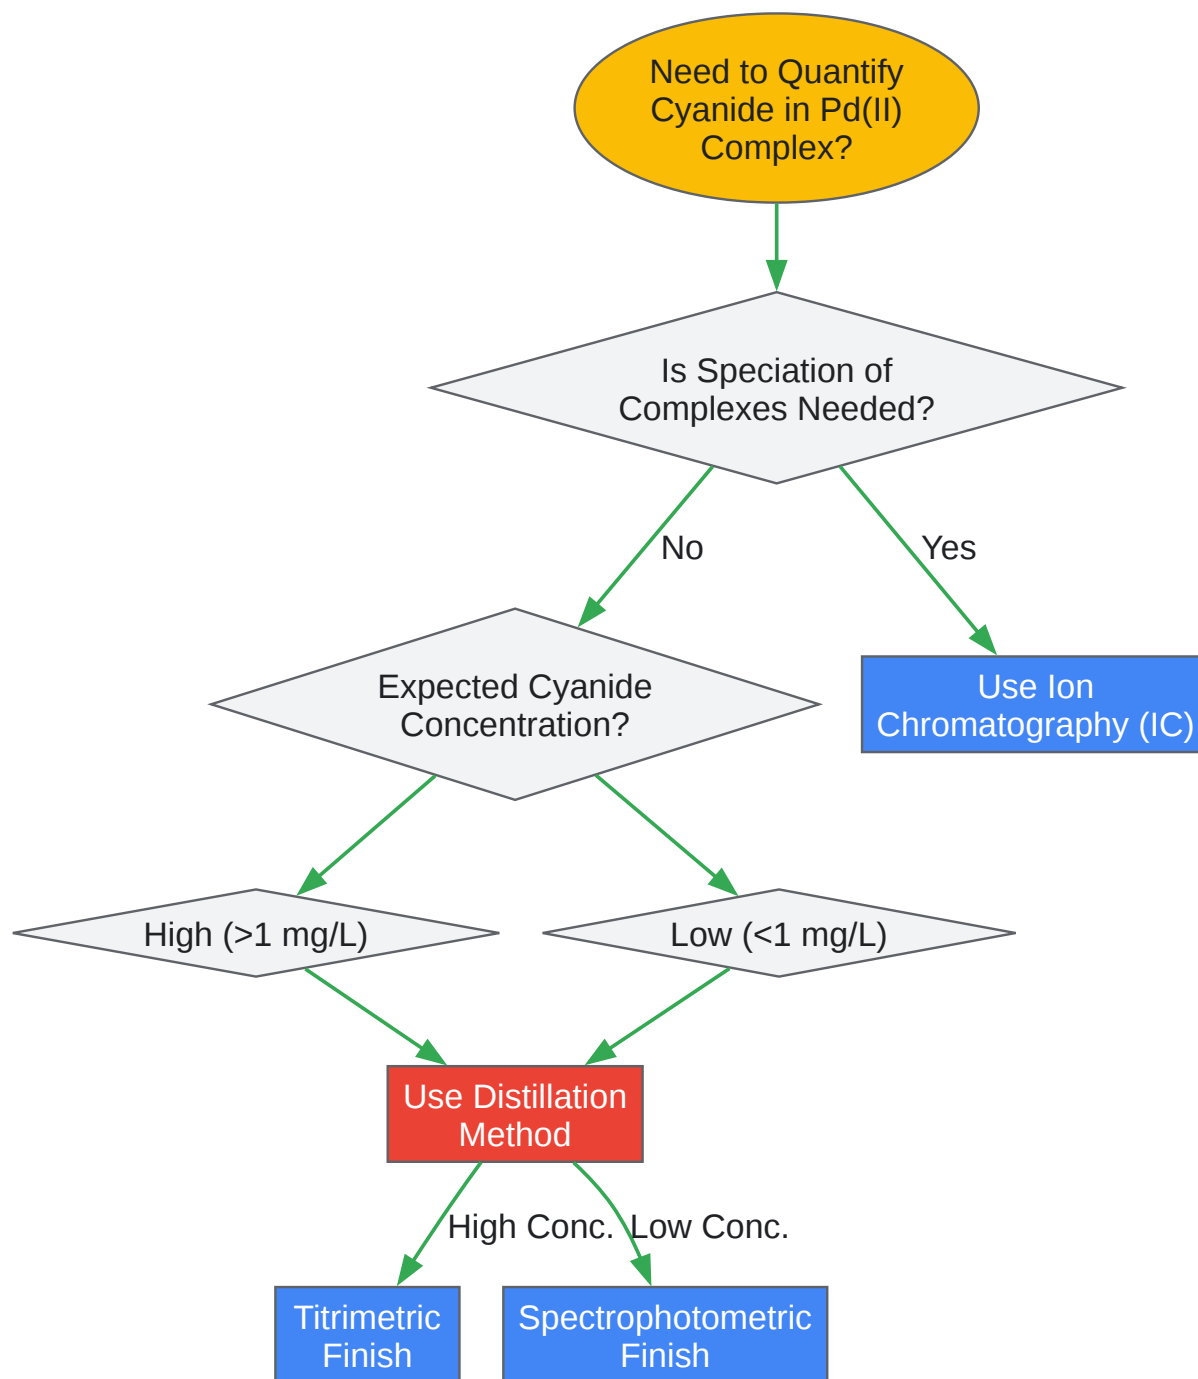 Need to Quantify
Cyanide in Pd(II)
Complex?
Is Speciation of
Complexes Needed?
No
Yes
Expected Cyanide
Concentration?
Use Ion
Chromatography (IC)
High (>1 mg/L)
Low (<1 mg/L)
Use Distillation
Method
High Conc.
Low Conc.
Titrimetric
Finish
Spectrophotometric
Finish